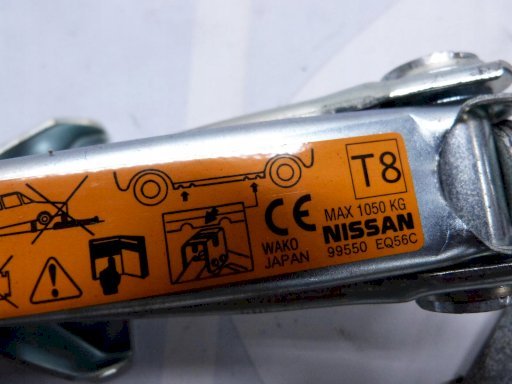 T8
MAX 1050 KG
CE
NISSAN
WAKO
JAPAN
99550 EQ56C